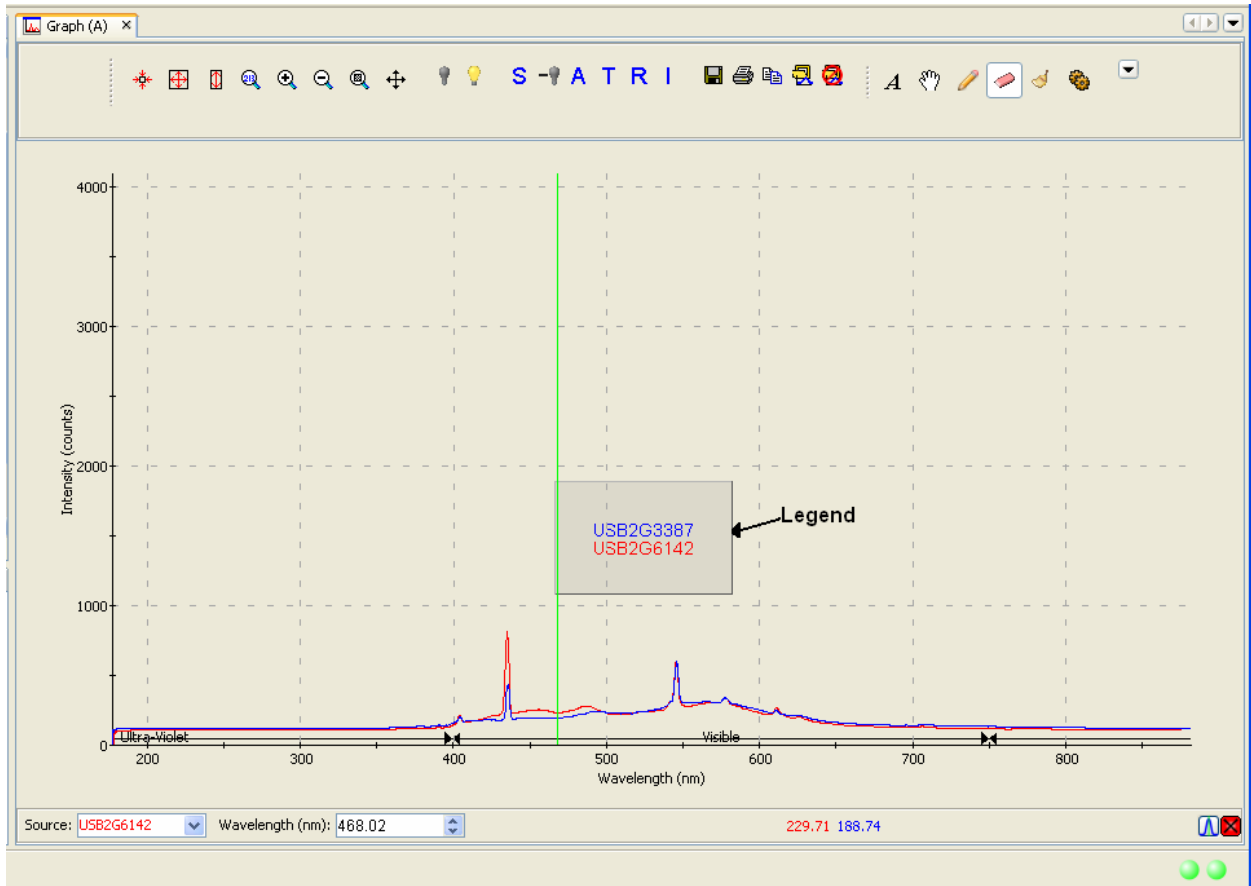 Graph (A)
S A T R I
A
4000
3000
Intensity (counts)
2000
USB2G3387
USB2G6142
Legend
1000
0
Ultra-Violet
Visible
200 300 400 500 600 700 800
Wavelength (nm)
Source: USB2G6142 Wavelength (nm): 468.02 229.71 188.74